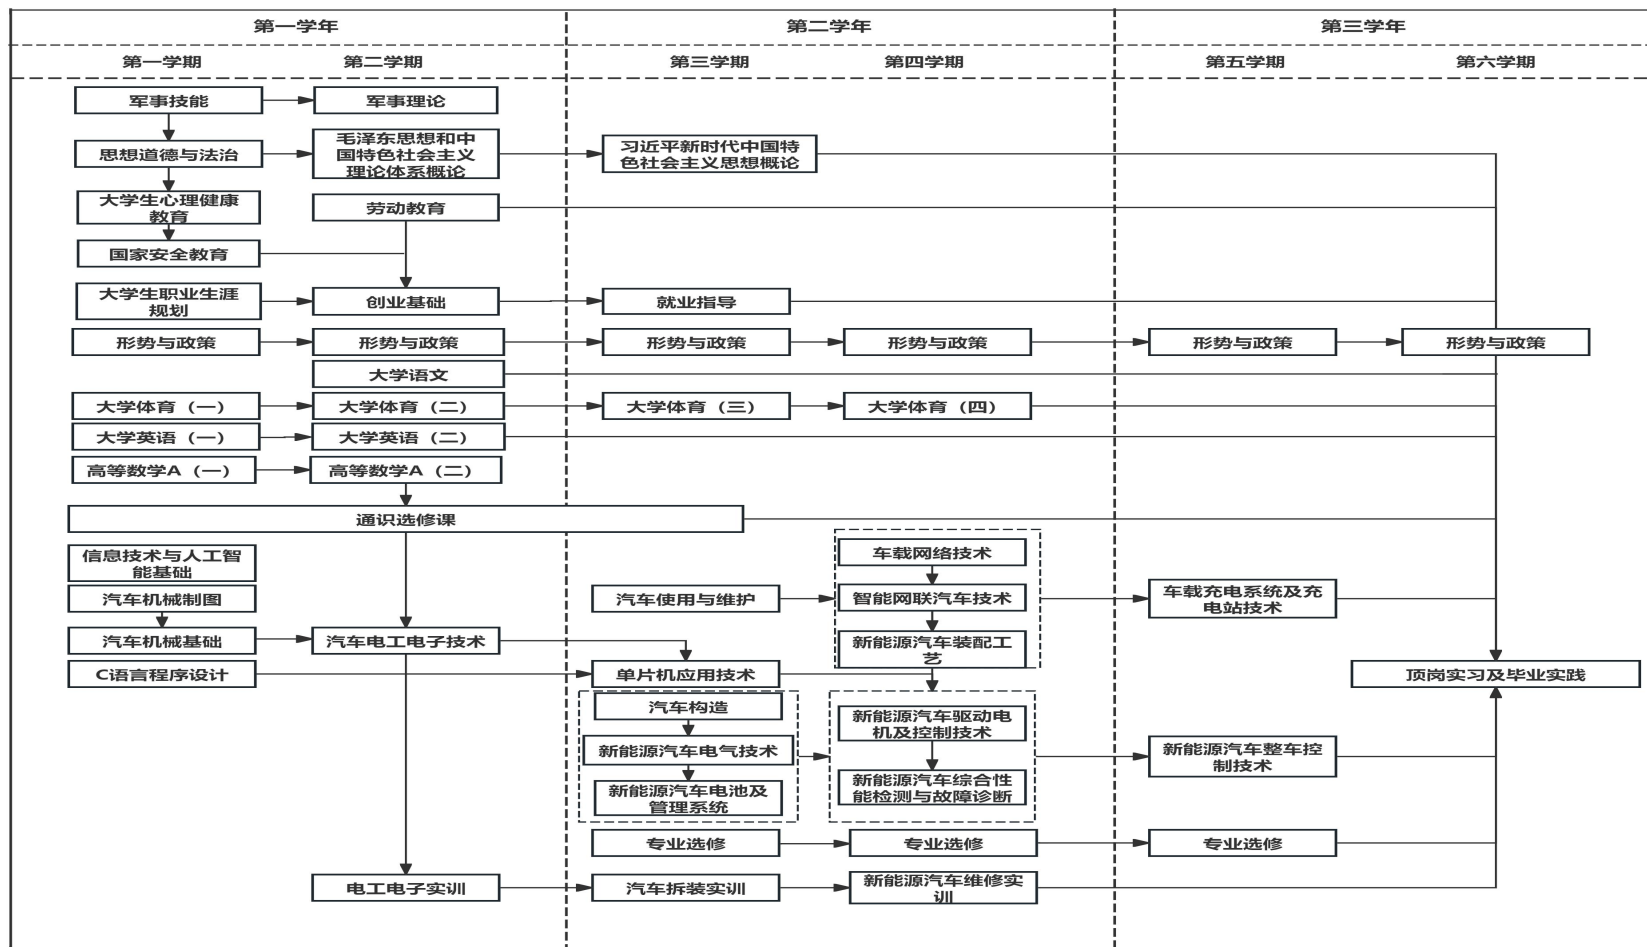 第一学年
第二学年
第三学年
第一学期
第二学期
第三学期
第四学期
第五学期
第六学期
军事技能
军事理论
思想道德与法治
毛泽东思想和中
国特色社会主义
理论体系概论
习近平新时代中国特
色社会主义思想概论
大学生心理健康
教育
劳动教育
国家安全教育
大学生职业生涯
规划
创业基础
就业指导
形势与政策
形势与政策
形势与政策
形势与政策
形势与政策
形势与政策
大学语文
大学体育（一）
大学体育（二）
大学体育（三）
大学体育（四）
大学英语（一）
大学英语（二）
高等数学A（一）
高等数学A（二）
通识选修课
信息技术与人工智
能基础
车载网络技术
汽车机械制图
汽车使用与维护
智能网联汽车技术
车载充电系统及充
电站技术
汽车机械基础
汽车电工电子技术
新能源汽车装配工
艺
C语言程序设计
单片机应用技术
顶岗实习及毕业实践
汽车构造
新能源汽车驱动电
机及控制技术
新能源汽车电气技术
新能源汽车整车控
制技术
新能源汽车电池及
管理系统
新能源汽车综合性
能检测与故障诊断
专业选修
专业选修
专业选修
电工电子实训
汽车拆装实训
新能源汽车维修实
训